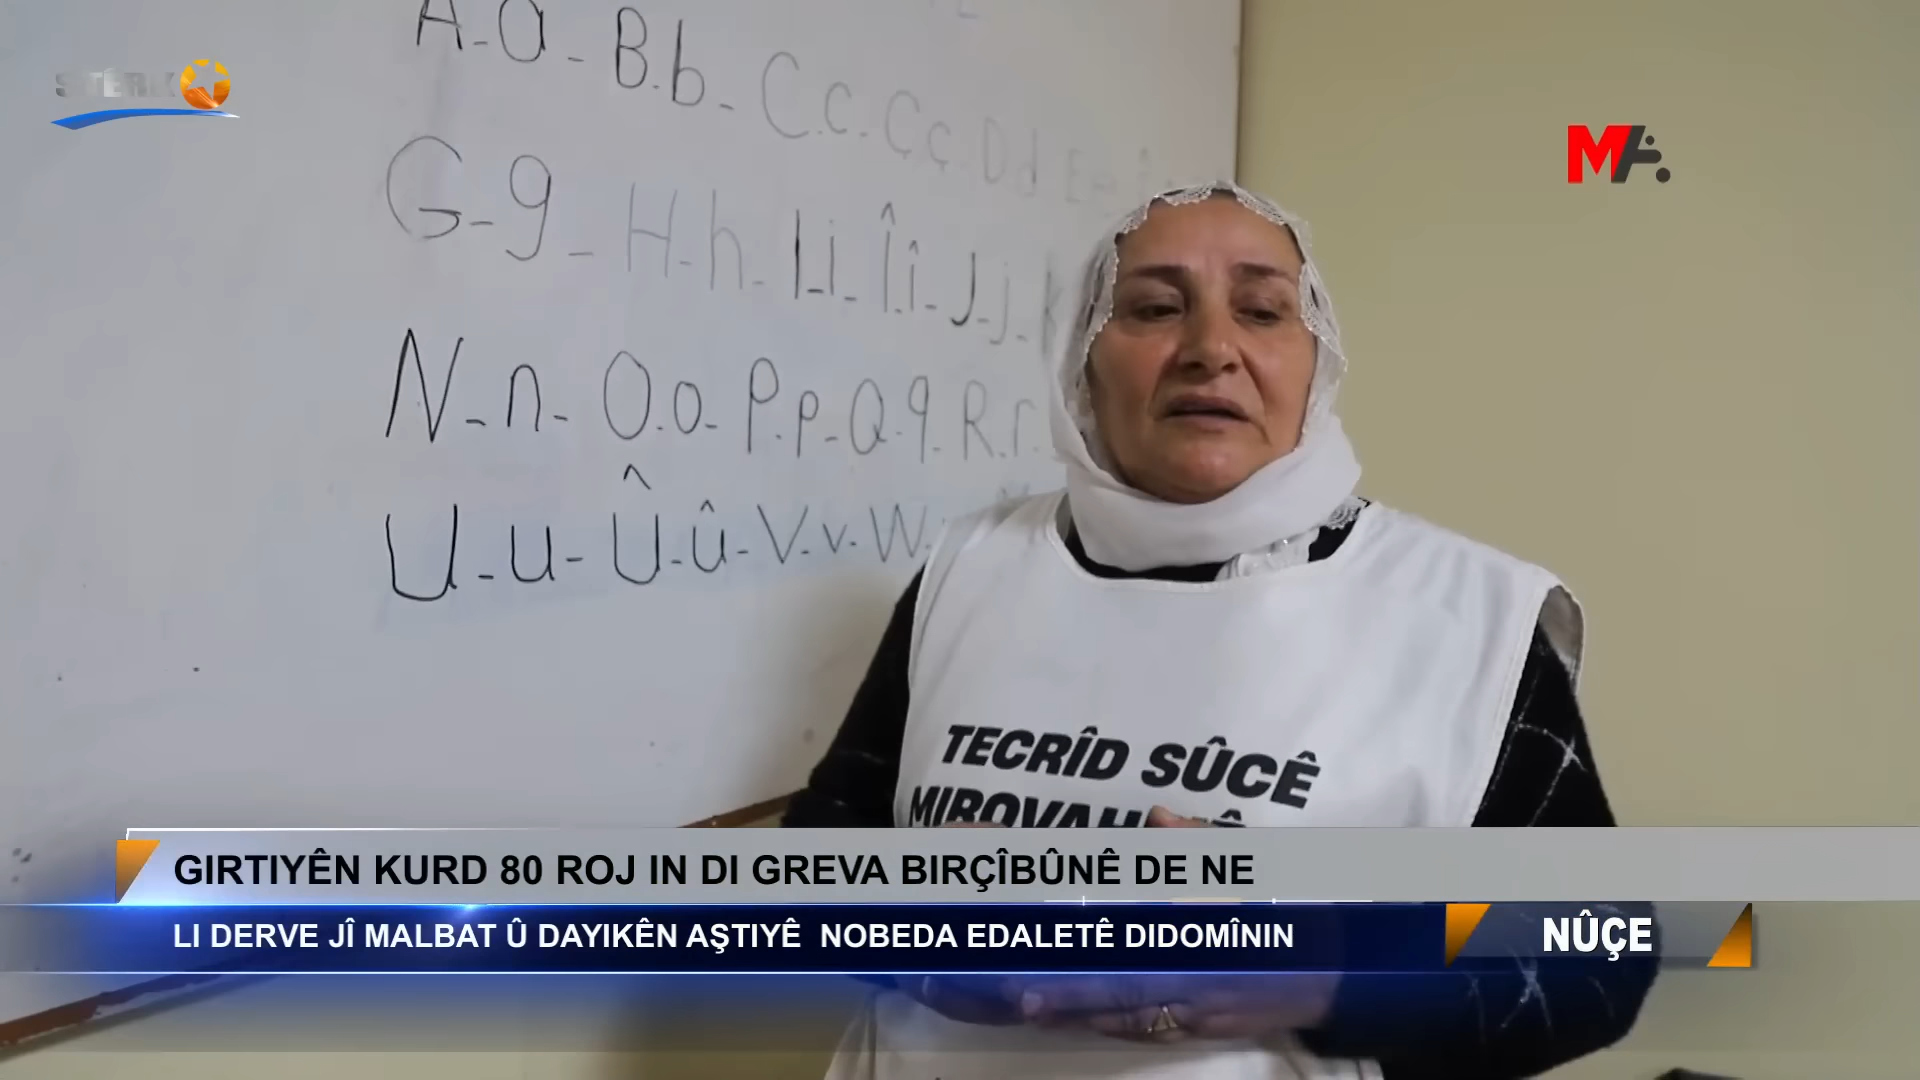 STÊRK
MA
A-a-B.b-C.c.Ç.ç.D d E e Ê
G-g-H-h-I.i-Î.î-J.j-K
N-n-O.o-P.p-Q.q.R.r.
U-u-Û.û-V.v.W.
TECRÎD SÛCÊ
GIRTIYÊN KURD 80 ROJ IN DI GREVA BIRÇÎBÛNÊ DE NE
LI DERVE JÎ MALBAT Û DAYIKÊN AŞTIYÊ NOBEDA EDALETÊ DIDOMÎNIN
NÛÇE